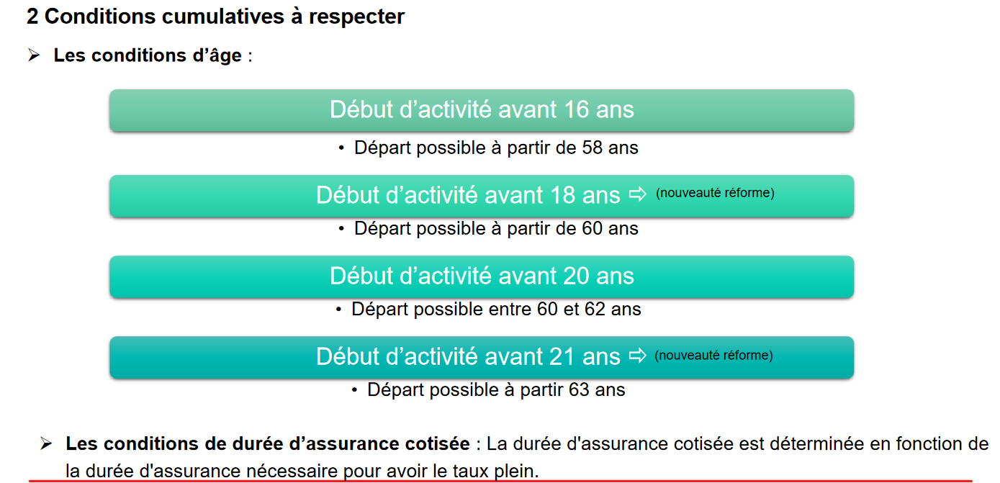 2 Conditions cumulatives à respecter
➢ Les conditions d’âge :
Début d’activité avant 16 ans
• Départ possible à partir de 58 ans
Début d’activité avant 18 ans ⇨ (nouveauté réforme)
• Départ possible à partir de 60 ans
Début d’activité avant 20 ans
• Départ possible entre 60 et 62 ans
Début d’activité avant 21 ans ⇨ (nouveauté réforme)
• Départ possible à partir 63 ans
➢ Les conditions de durée d’assurance cotisée : La durée d'assurance cotisée est déterminée en fonction de
la durée d'assurance nécessaire pour avoir le taux plein.